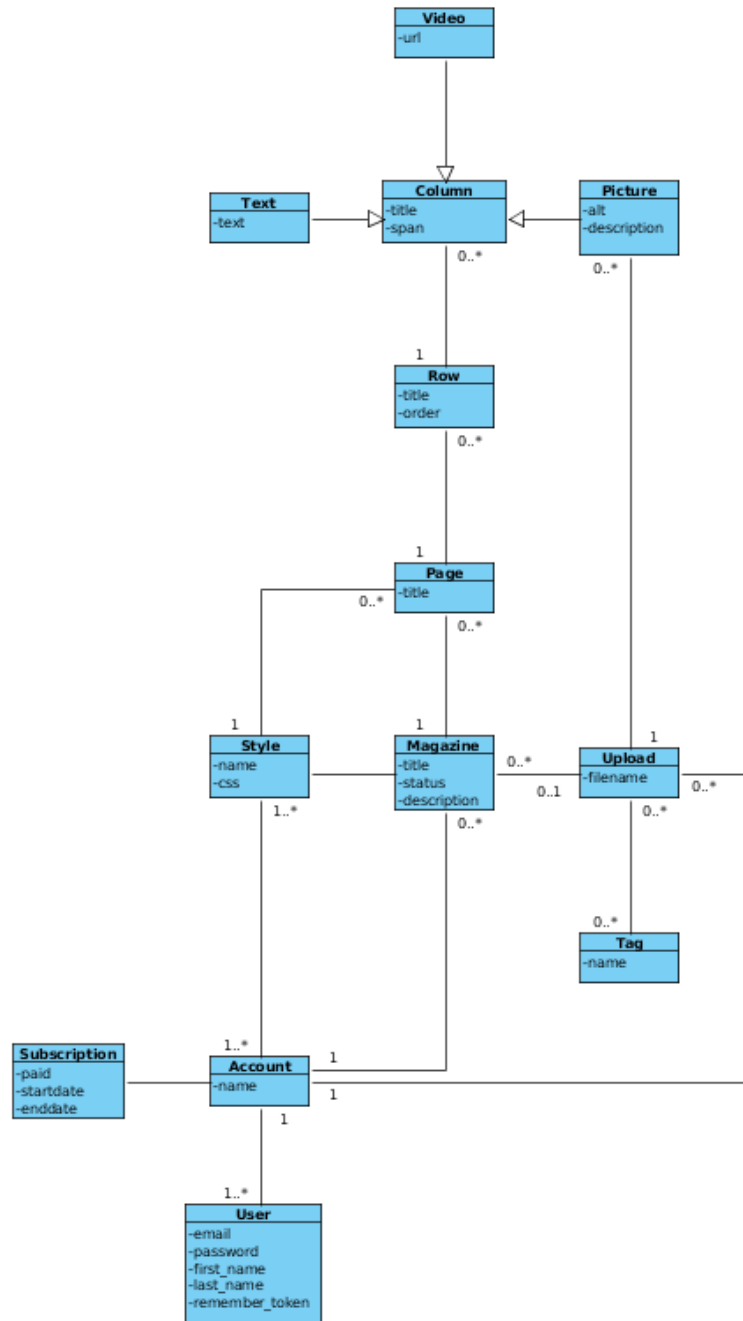 Video
-url
Text
-text
Column
-title
-span
Picture
-alt
-description
0..*
0..*
1
Row
-title
-order
0..*
1
Page
-title
0..*
0..*
1
1
1
Style
-name
-css
Magazine
-title
-status
-description
Upload
-filename
0..*
0..1
0..*
1..*
0..*
0..*
0..*
Tag
-name
1..*
1
Subscription
-paid
-startdate
-enddate
Account
-name
1
1
1..*
User
-email
-password
-first_name
-last_name
-remember_token